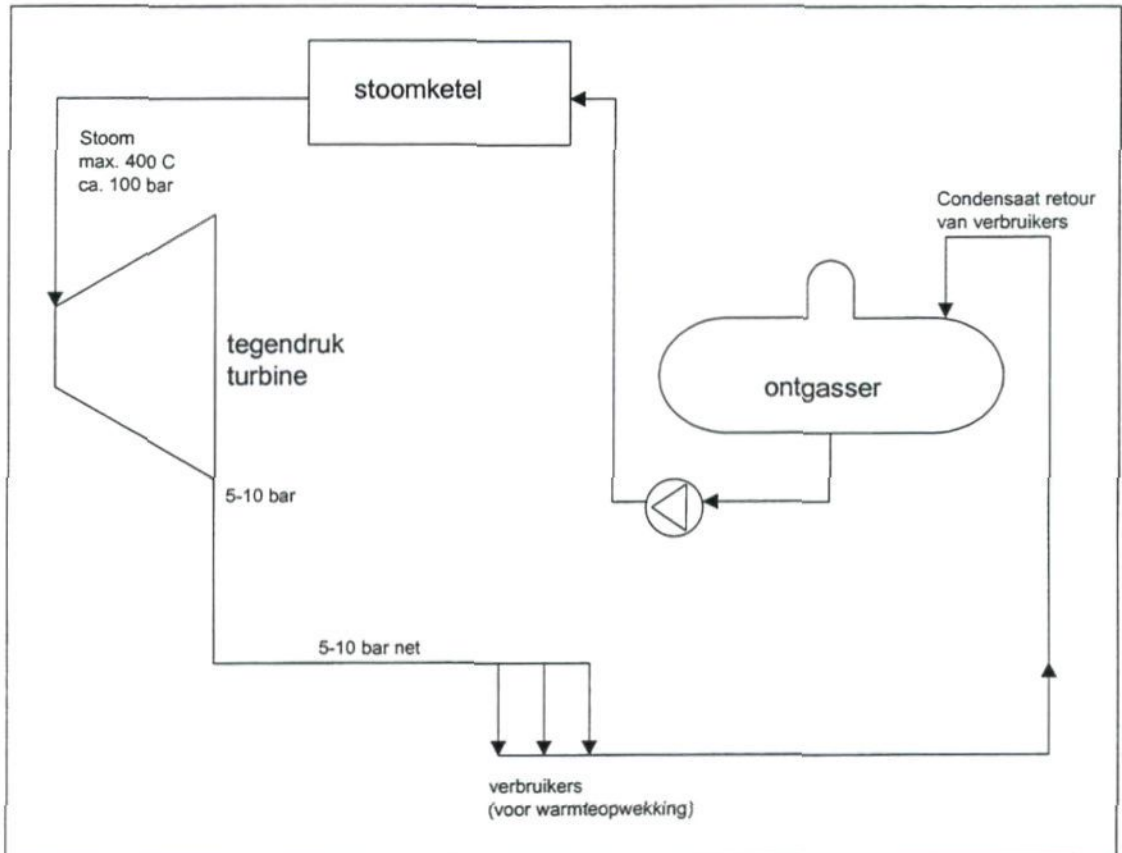 stoomketel
Stoom
max. 400 C
ca. 100 bar
Condensaat retour
van verbruikers
tegendruk
turbine
ontgasser
5-10 bar
5-10 bar net
verbruikers
(voor warmteopwekking)